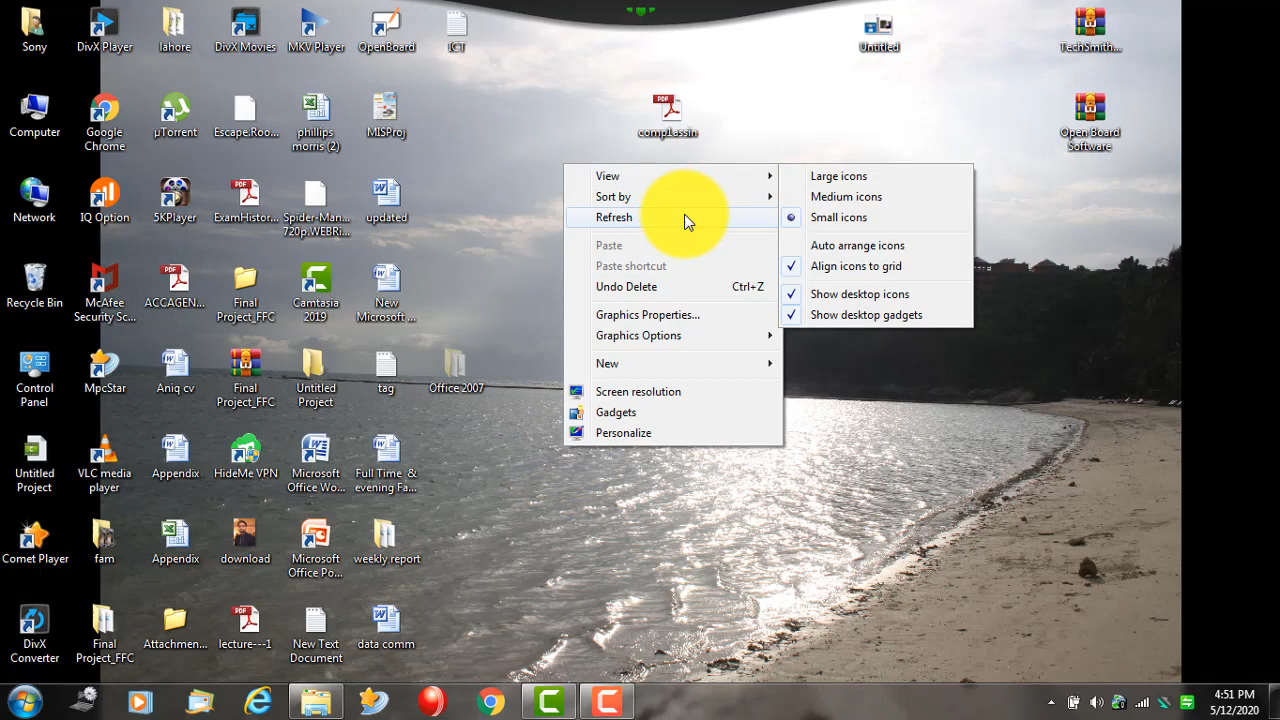 Sony
DivX Player
lahore
DivX Movies
MKV Player
OpenBoard
ICT
Untitled
TechSmith...
Computer
Google
Chrome
µTorrent
Escape.Roo...
phillips
morris (2)
MISProj
comp1assin
Open Board
Software
Network
IQ Option
5KPlayer
ExamHistor...
Spider-Man...
720p.WEBRi...
updated
Recycle Bin
McAfee
Security Sc...
ACCAGEN...
Final
Project_FFC
Camtasia
2019
New
Microsoft ...
Control
Panel
MpcStar
Aniq cv
Final
Project_FFC
Untitled
Project
tag
Office 2007
Untitled
Project
VLC media
player
Appendix
HideMe VPN
Microsoft
Office Wo...
Full Time &
evening Fa...
Comet Player
fam
Appendix
download
Microsoft
Office Po...
weekly report
DivX
Converter
Final
Project_FFC
Attachmen...
lecture---1
New Text
Document
data comm
View
Sort by
Refresh
Paste
Paste shortcut
Undo Delete Ctrl+Z
Graphics Properties...
Graphics Options
New
Screen resolution
Gadgets
Personalize
Large icons
Medium icons
Small icons
Auto arrange icons
Align icons to grid
Show desktop icons
Show desktop gadgets
4:51 PM
5/12/2020